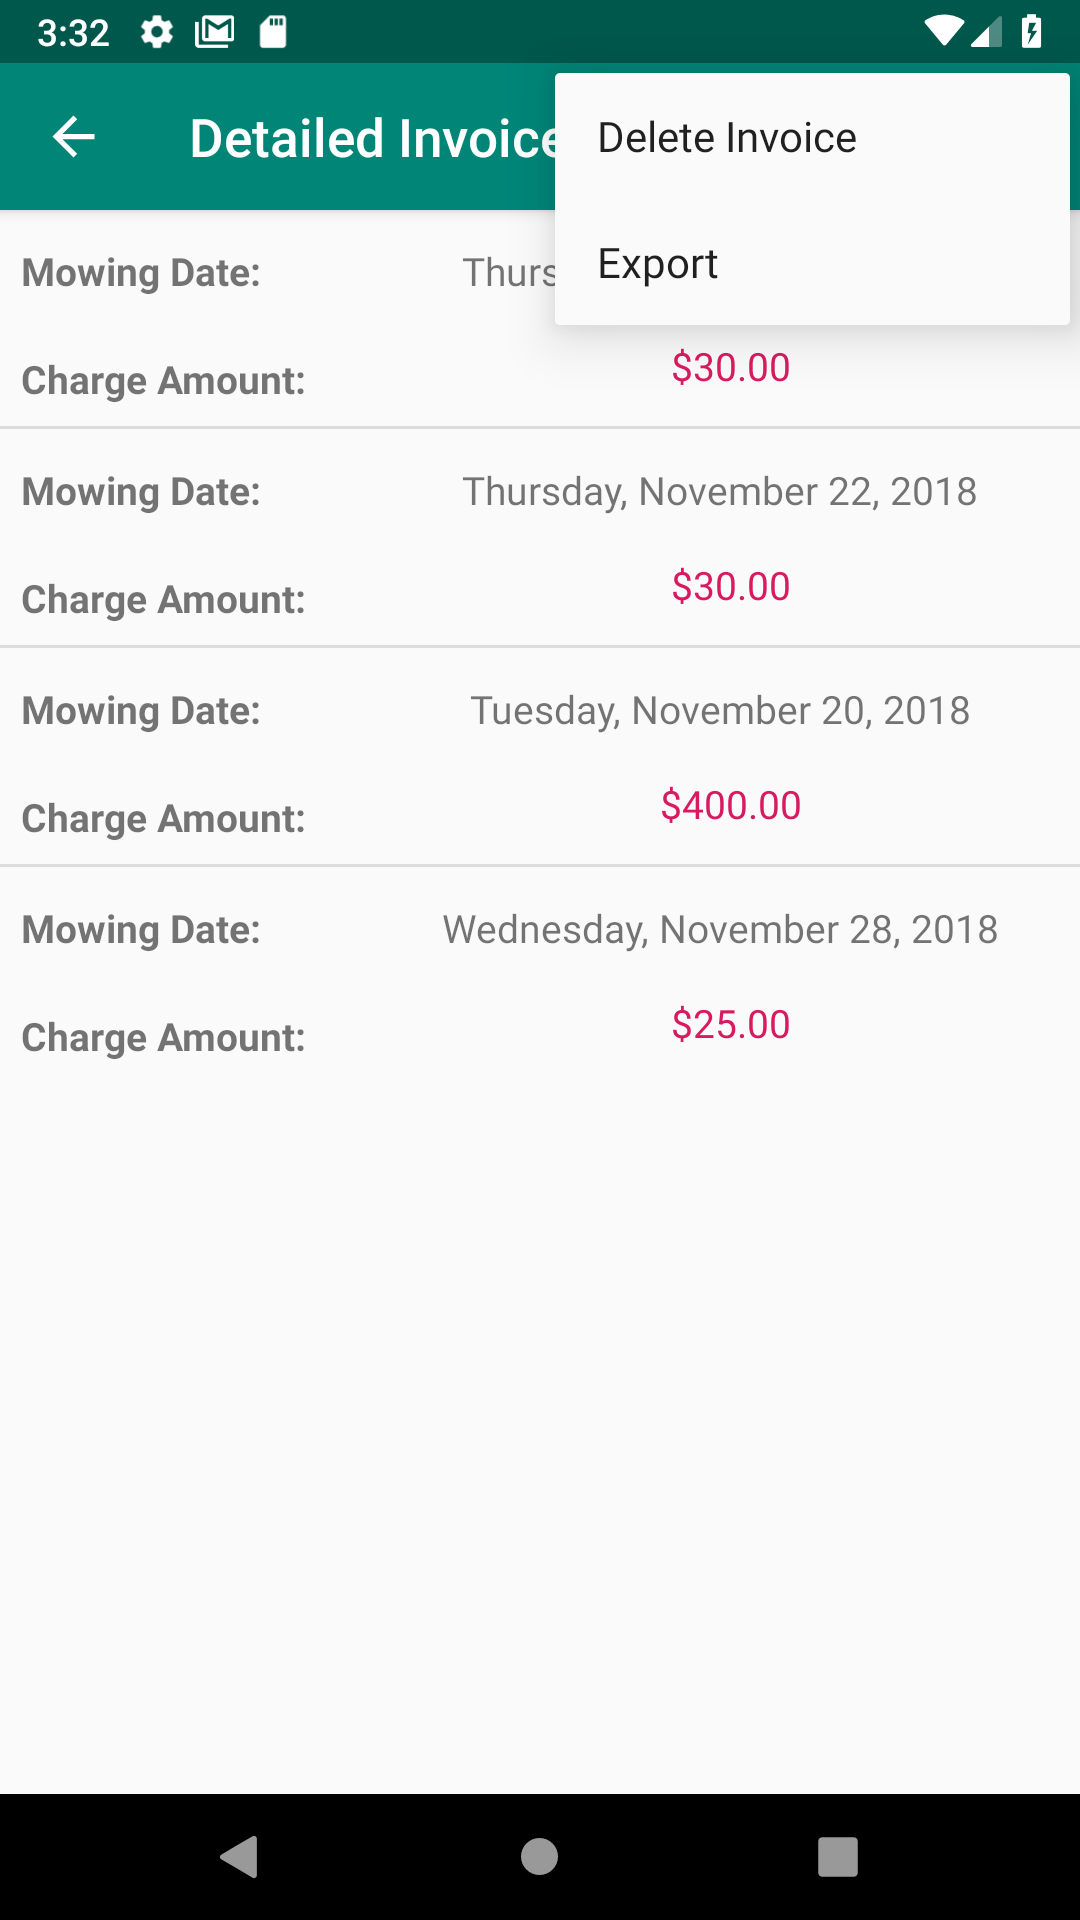 3:32
Detailed Invoice
Delete Invoice
Export
Mowing Date:
Charge Amount: $30.00
Mowing Date: Thursday, November 22, 2018
Charge Amount: $30.00
Mowing Date: Tuesday, November 20, 2018
Charge Amount: $400.00
Mowing Date: Wednesday, November 28, 2018
Charge Amount: $25.00